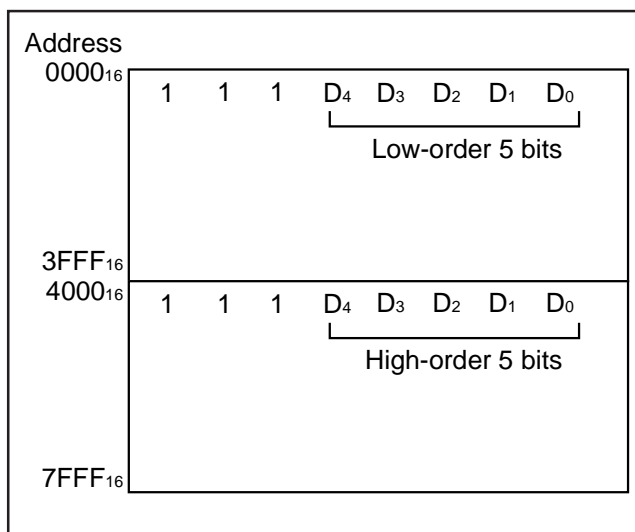 Address
0000₁₆
1 1 1 D₄ D₃ D₂ D₁ D₀
Low-order 5 bits
3FFF₁₆
4000₁₆
1 1 1 D₄ D₃ D₂ D₁ D₀
High-order 5 bits
7FFF₁₆